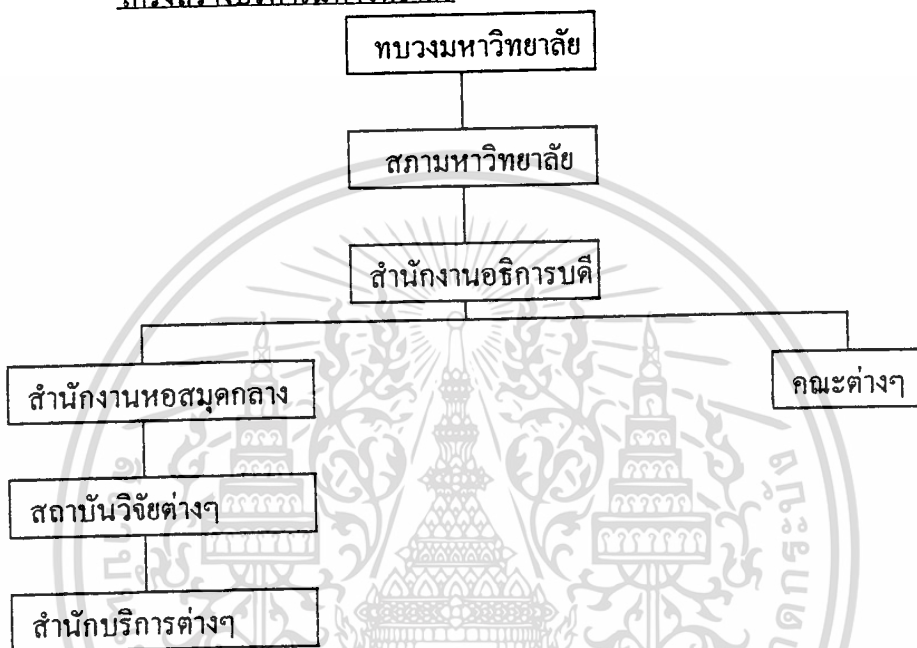 ทบวงมหาวิทยาลัย
สภามหาวิทยาลัย
สำนักงานอธิการบดี
สำนักงานหอสมุดกลาง
คณะต่างๆ
สถาบันวิจัยต่างๆ
สำนักบริการต่างๆ